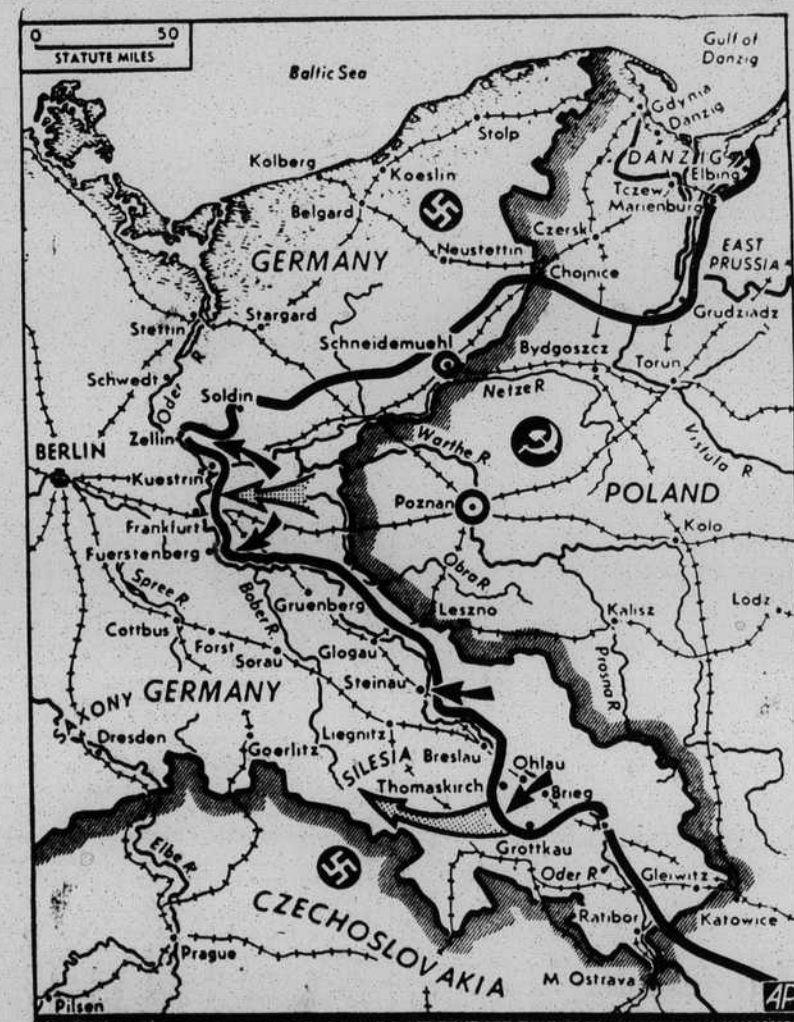 0 50
STATUTE MILES
Baltic Sea
Gulf of
Danzig
Gdynia
Danzig
Stolp
DANZIG
Kolberg
Koeslin
Elbing
Tczew
Marienburg
Belgard
Czersk
EAST
PRUSSIA
Neustettin
GERMANY
Chojnice
Grudziadz
Stettin
Stargard
Schneidemuehl
Bydgoszcz
Torun
Schwedt
Oder R
Soldin
Netze R
Zellin
Warthe R.
Vistula R
BERLIN
Kuestrin
Poznan
POLAND
Frankfurt
Kolo
Fuerstenberg
Obra R
Spree R.
Bober R.
Gruenberg
Leszno
Kalisz
Lodz
Cottbus
Forst
Sorau
Glogau
Prosna R
GERMANY
Steinau
SAXONY
Dresden
Goerlitz
Liegnitz
SILESIA
Breslau
Ohlau
Thomaskirch
Brieg
Grottkau
Elbe R.
Oder R
Gleiwitz
CZECHOSLOVAKIA
Ratibor
Katowice
Prague
M. Ostrava
Pilsen
AP